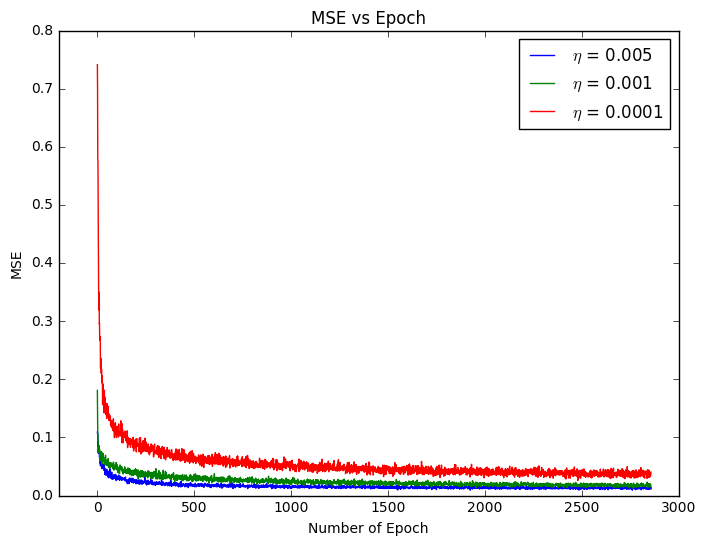 MSE vs Epoch
η = 0.005
η = 0.001
η = 0.0001
MSE
0.8
0.7
0.6
0.5
0.4
0.3
0.2
0.1
0.0
0
500
1000
1500
2000
2500
3000
Number of Epoch